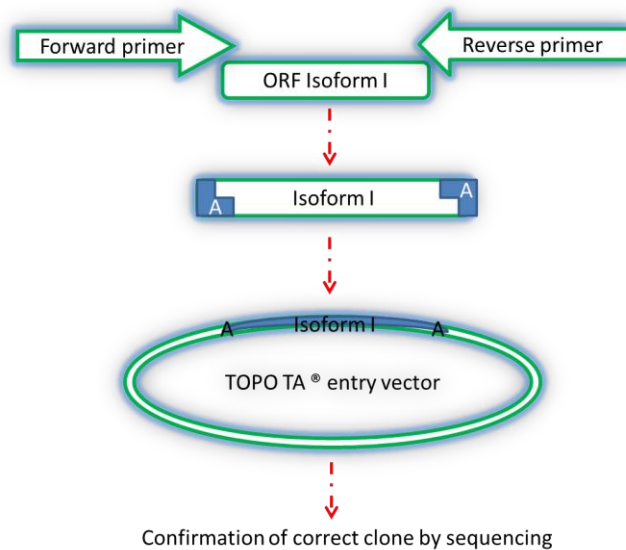 Forward primer
Reverse primer
ORF Isoform I
A
Isoform I
A
A
Isoform I
A
TOPO TA ® entry vector
Confirmation of correct clone by sequencing